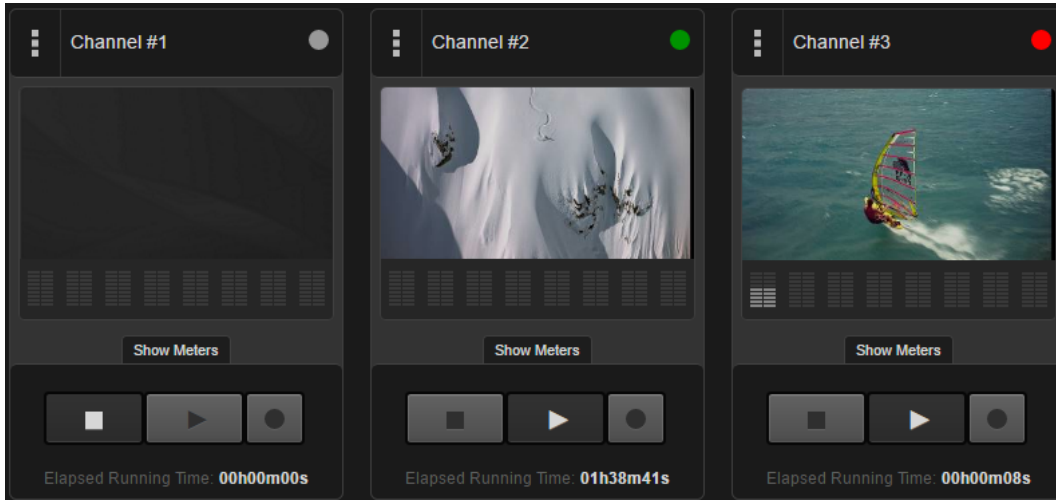 Channel #1
Channel #2
Channel #3
Show Meters
Show Meters
Show Meters
Elapsed Running Time: 00h00m00s
Elapsed Running Time: 01h38m41s
Elapsed Running Time: 00h00m08s